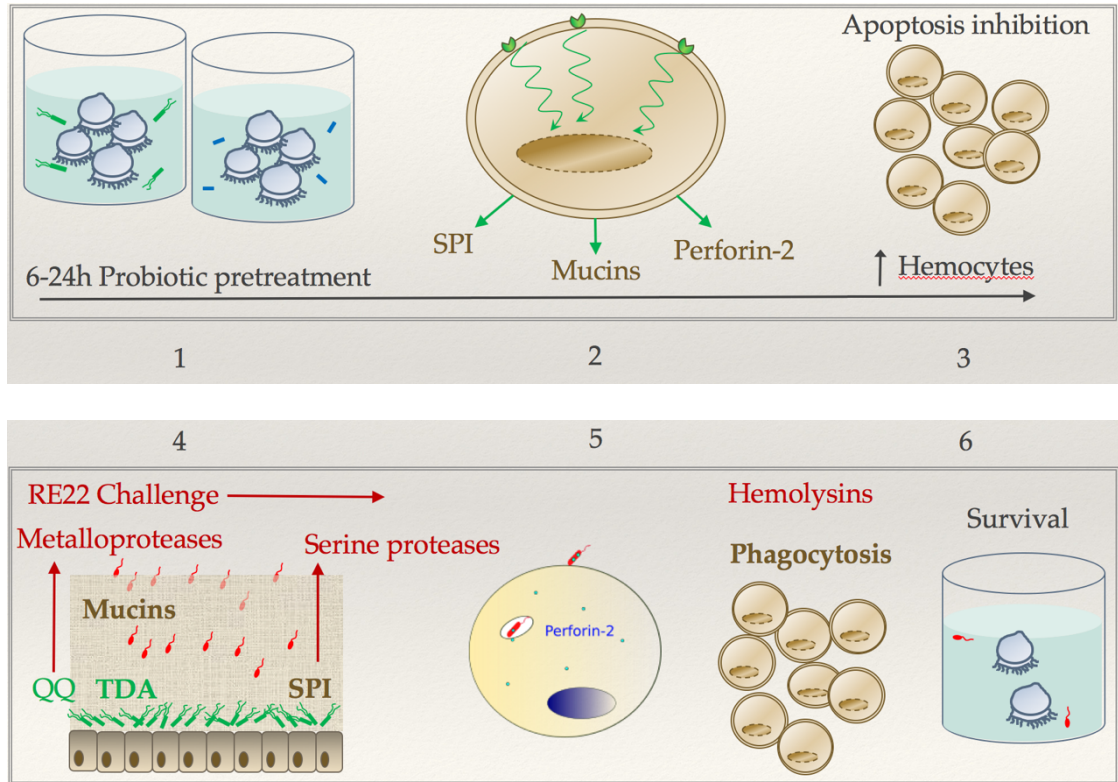 Apoptosis inhibition
SPI
Mucins
Perforin-2
6-24h Probiotic pretreatment
↑ Hemocytes
1
2
3
4
5
6
RE22 Challenge
Metalloproteases
Serine proteases
Mucins
QQ TDA
SPI
Perforin-2
Hemolysins
Phagocytosis
Survival